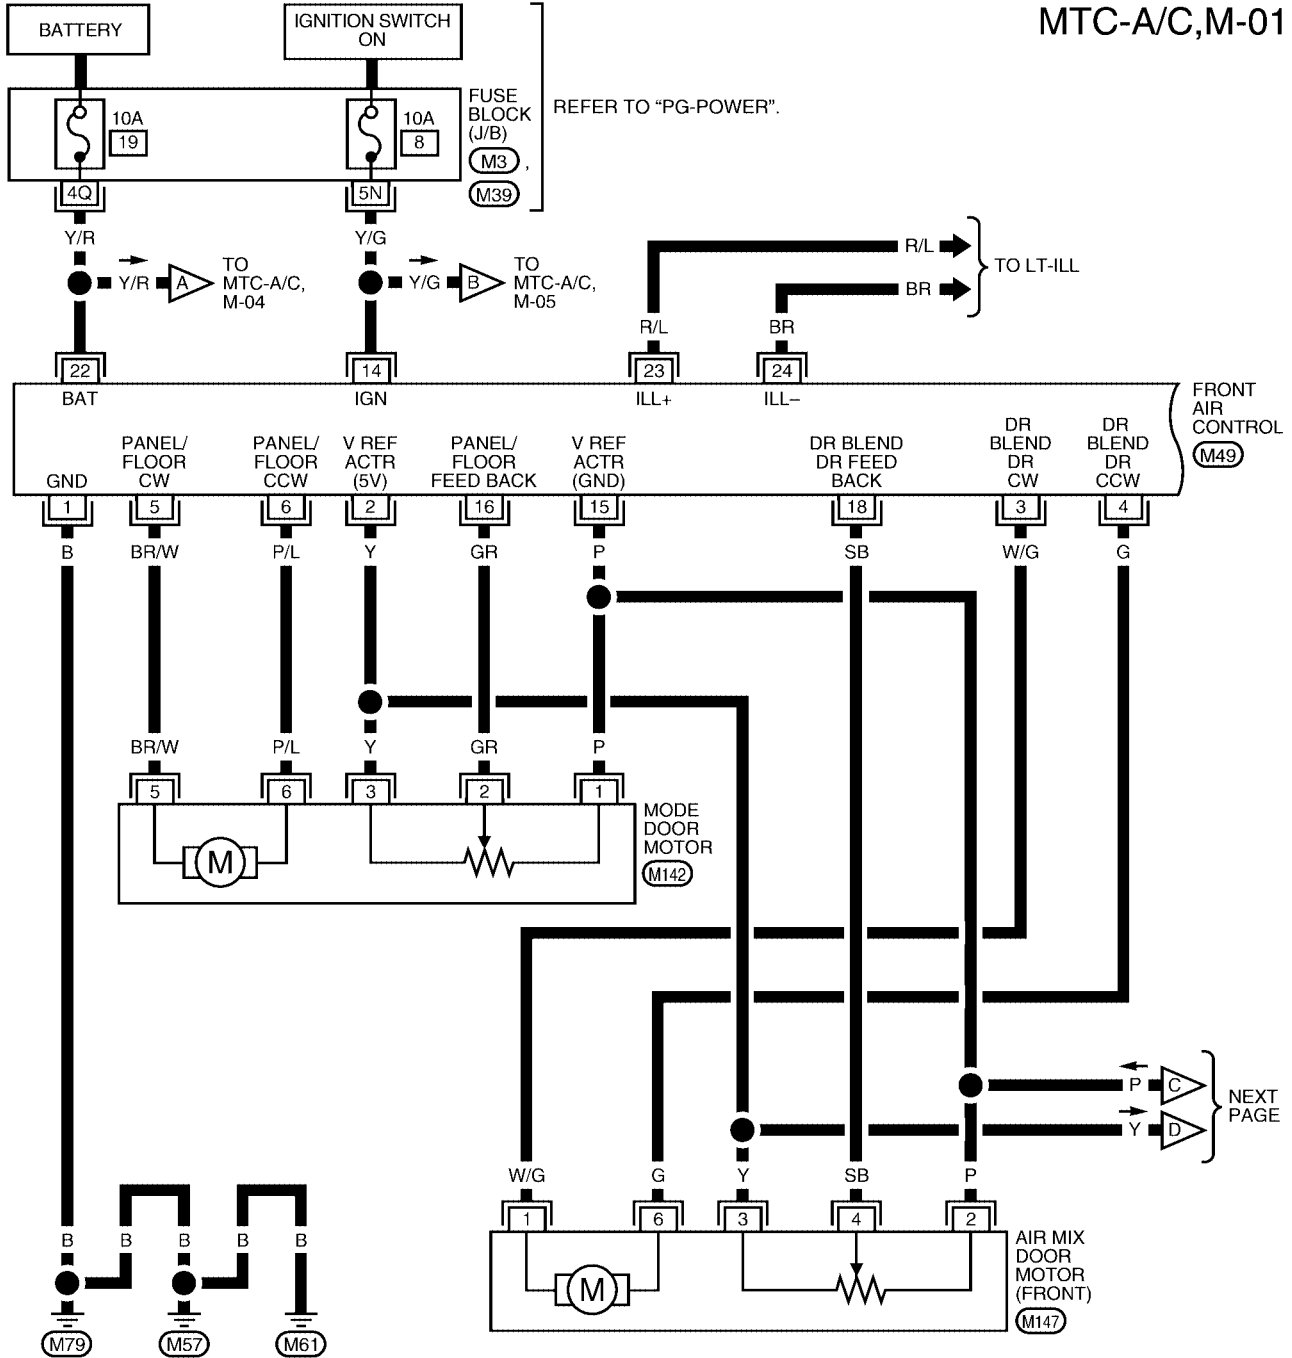 MTC-A/C,M-01
BATTERY
IGNITION SWITCH
ON
10A
19
10A
8
FUSE
BLOCK
(J/B)
M3 ,
M39
REFER TO “PG-POWER”.
4Q
5N
Y/R
Y/G
Y/R
A
TO
MTC-A/C,
M-04
Y/G
B
TO
MTC-A/C,
M-05
R/L
BR
TO LT-ILL
R/L
BR
22
14
23
24
BAT
IGN
ILL+
ILL–
FRONT
AIR
CONTROL
M49
GND
PANEL/
FLOOR
CW
PANEL/
FLOOR
CCW
V REF
ACTR
(5V)
PANEL/
FLOOR
FEED BACK
V REF
ACTR
(GND)
DR BLEND
DR FEED
BACK
DR
BLEND
DR
CW
DR
BLEND
DR
CCW
1
5
6
2
16
15
18
3
4
B
BR/W
P/L
Y
GR
P
SB
W/G
G
BR/W
P/L
Y
GR
P
5
6
3
2
1
M
MODE
DOOR
MOTOR
M142
P
C
Y
D
NEXT
PAGE
W/G
G
Y
SB
P
1
6
3
4
2
M
AIR MIX
DOOR
MOTOR
(FRONT)
M147
B
B
B
B
B
M79
M57
M61